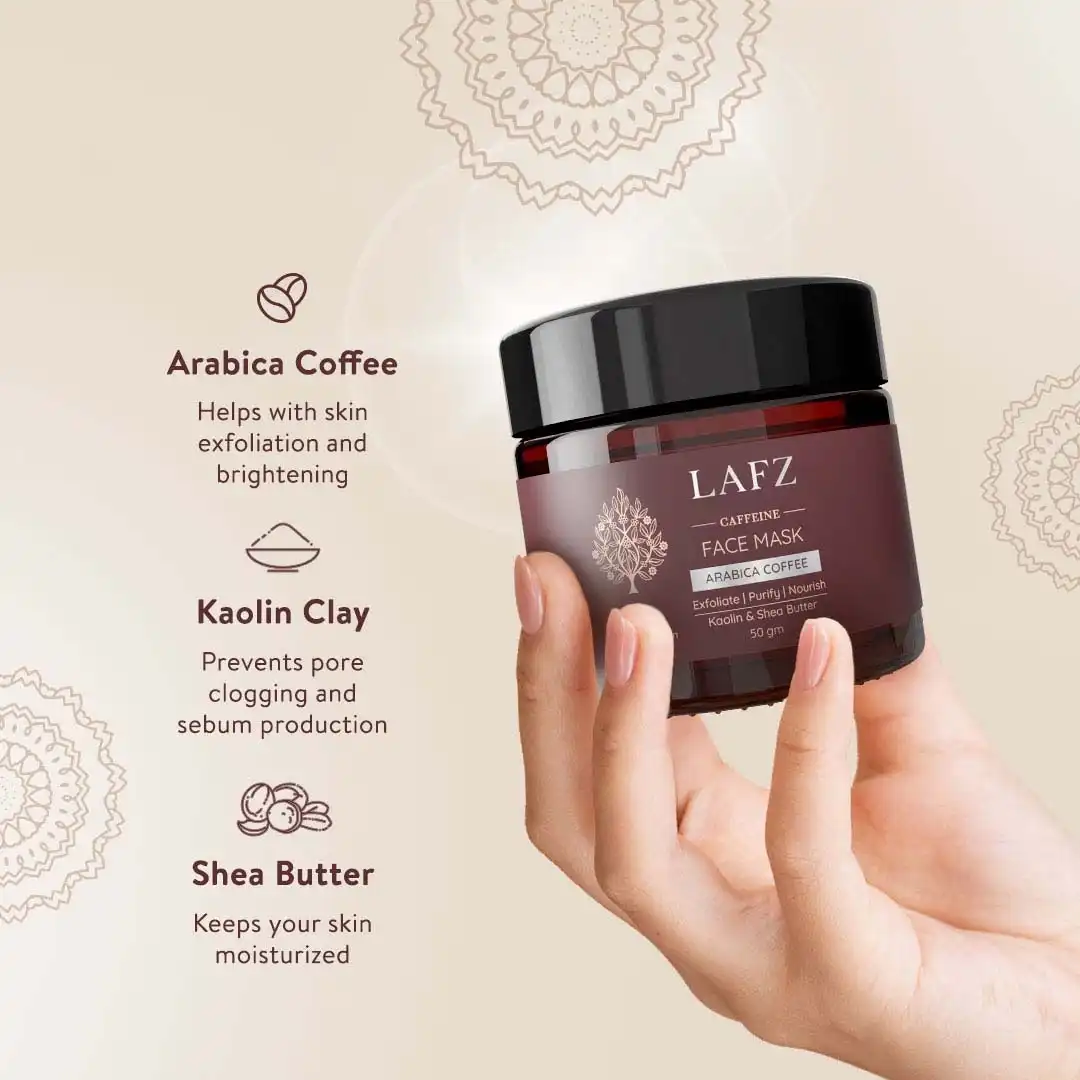 Arabica Coffee
Helps with skin
exfoliation and
brightening
Kaolin Clay
Prevents pore
clogging and
sebum production
Shea Butter
Keeps your skin
moisturized
LAFZ
CAFFEINE
FACE MASK
ARABICA COFFEE
Exfoliate | Purify | Nourish
Kaolin & Shea Butter
50 gm